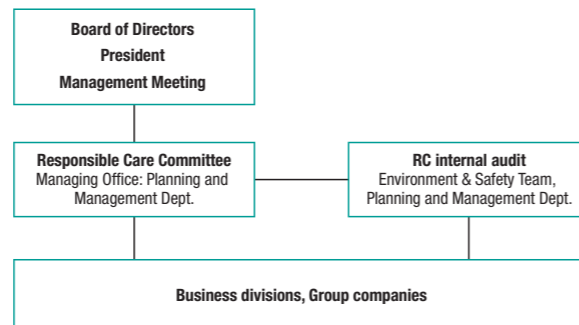 Board of Directors
President
Management Meeting
Responsible Care Committee
Managing Office: Planning and
Management Dept.
RC internal audit
Environment & Safety Team,
Planning and Management Dept.
Business divisions, Group companies